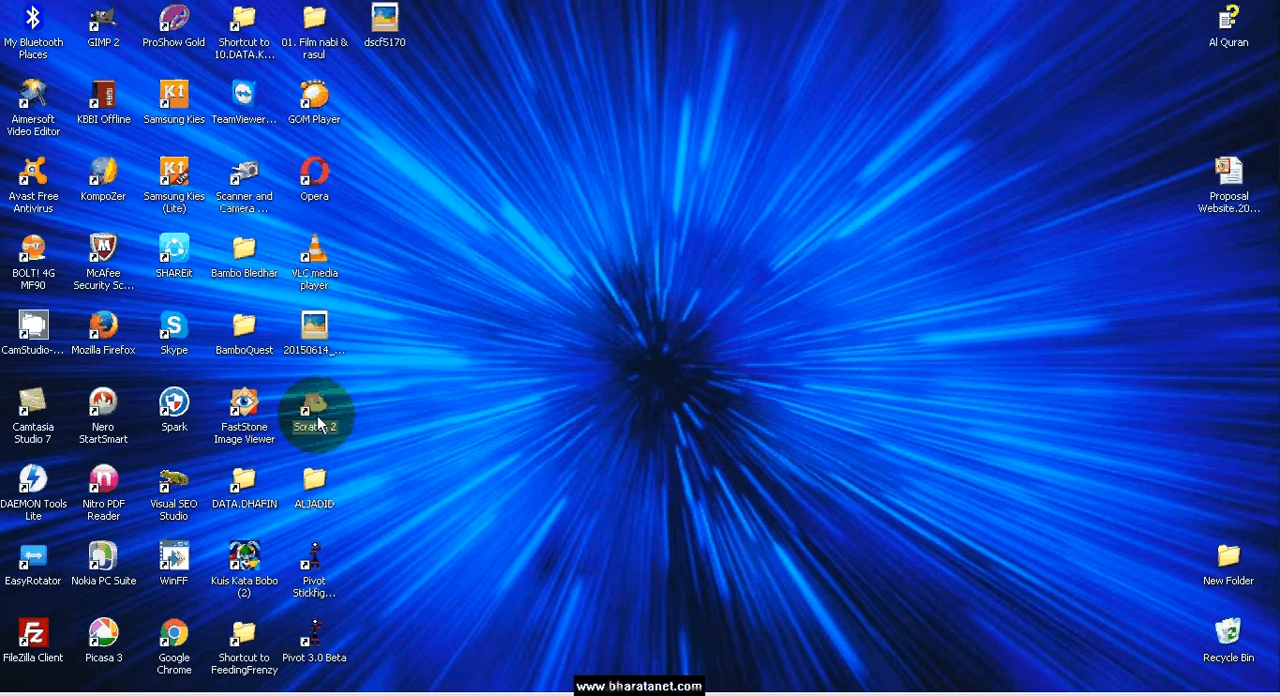 My Bluetooth
Places
GIMP 2
ProShow Gold
Shortcut to
10.DATA.K...
01. Film nabi &
rasul
dscf5170
Al Quran
Aimersoft
Video Editor
KBBI Offline
Samsung Kies
TeamViewer...
GOM Player
Avast Free
Antivirus
KompoZer
Samsung Kies
(Lite)
Scanner and
Camera ...
Opera
Proposal
Website.20...
BOLT! 4G
MF90
McAfee
Security Sc...
SHAREit
Bambo Bledhar
VLC media
player
CamStudio-...
Mozilla Firefox
Skype
BamboQuest
20150614_...
Camtasia
Studio 7
Nero
StartSmart
Spark
FastStone
Image Viewer
Scratch 2
DAEMON Tools
Lite
Nitro PDF
Reader
Visual SEO
Studio
DATA.DHAFIN
ALJADID
EasyRotator
Nokia PC Suite
WinFF
Kuis Kata Bobo
(2)
Pivot
Stickfig...
New Folder
FileZilla Client
Picasa 3
Google
Chrome
Shortcut to
FeedingFrenzy
Pivot 3.0 Beta
Recycle Bin
www.bharatanet.com